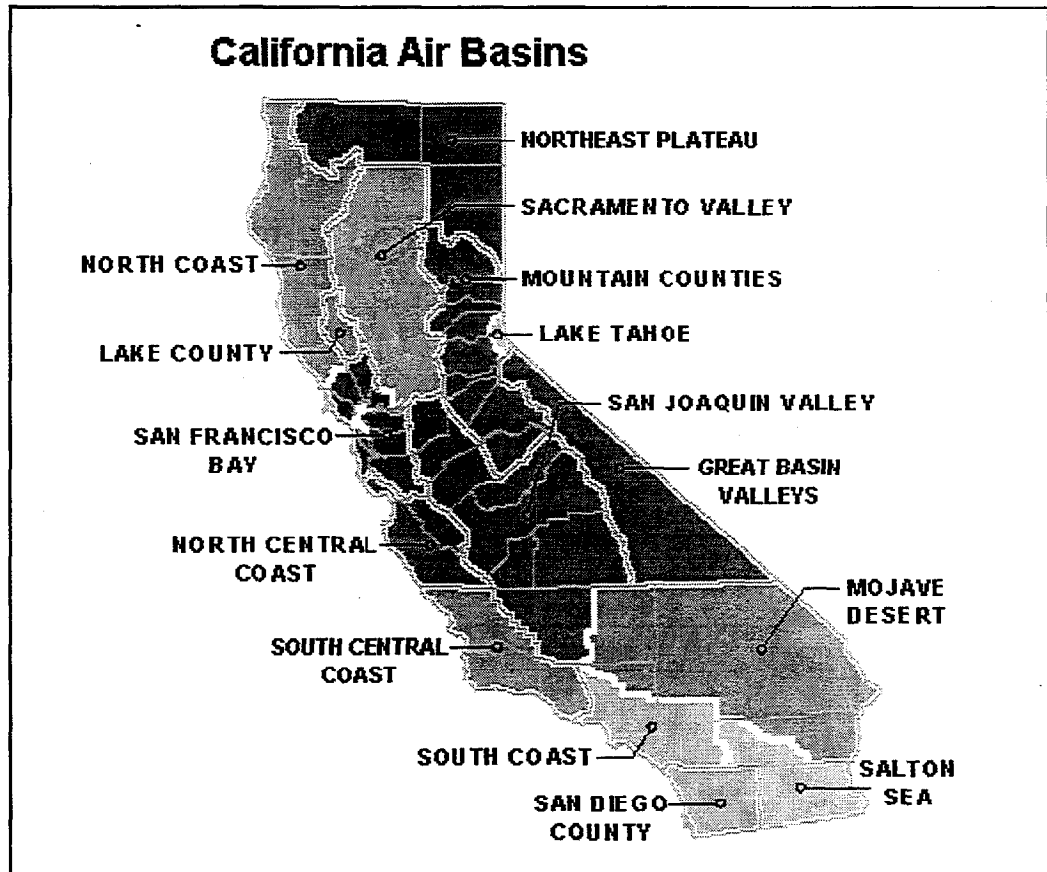 California Air Basins
NORTHEAST PLATEAU
SACRAMENTO VALLEY
NORTH COAST
MOUNTAIN COUNTIES
LAKE TAHOE
LAKE COUNTY
SAN JOAQUIN VALLEY
SAN FRANCISCO
BAY
GREAT BASIN
VALLEYS
NORTH CENTRAL
COAST
MOJAVE
DESERT
SOUTH CENTRAL
COAST
SOUTH COAST
SALTON
SEA
SAN DIEGO
COUNTY